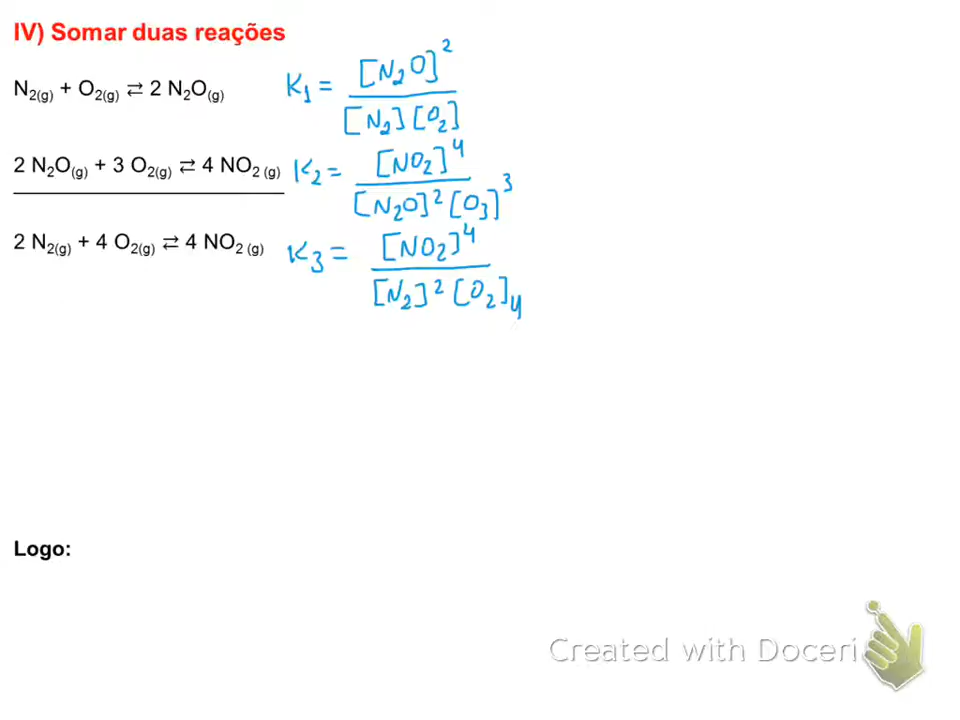 IV) Somar duas reações
N₂(g) + O₂(g) ⇄ 2 N₂O(g) K₁ = [N₂O]² / [N₂] [O₂]
2 N₂O(g) + 3 O₂(g) ⇄ 4 NO₂ (g) K₂ = [NO₂]⁴ / [N₂O]² [O₃]³
2 N₂(g) + 4 O₂(g) ⇄ 4 NO₂ (g) K₃ = [NO₂]⁴ / [N₂]² [O₂]₄
Logo:
Created with Doceri